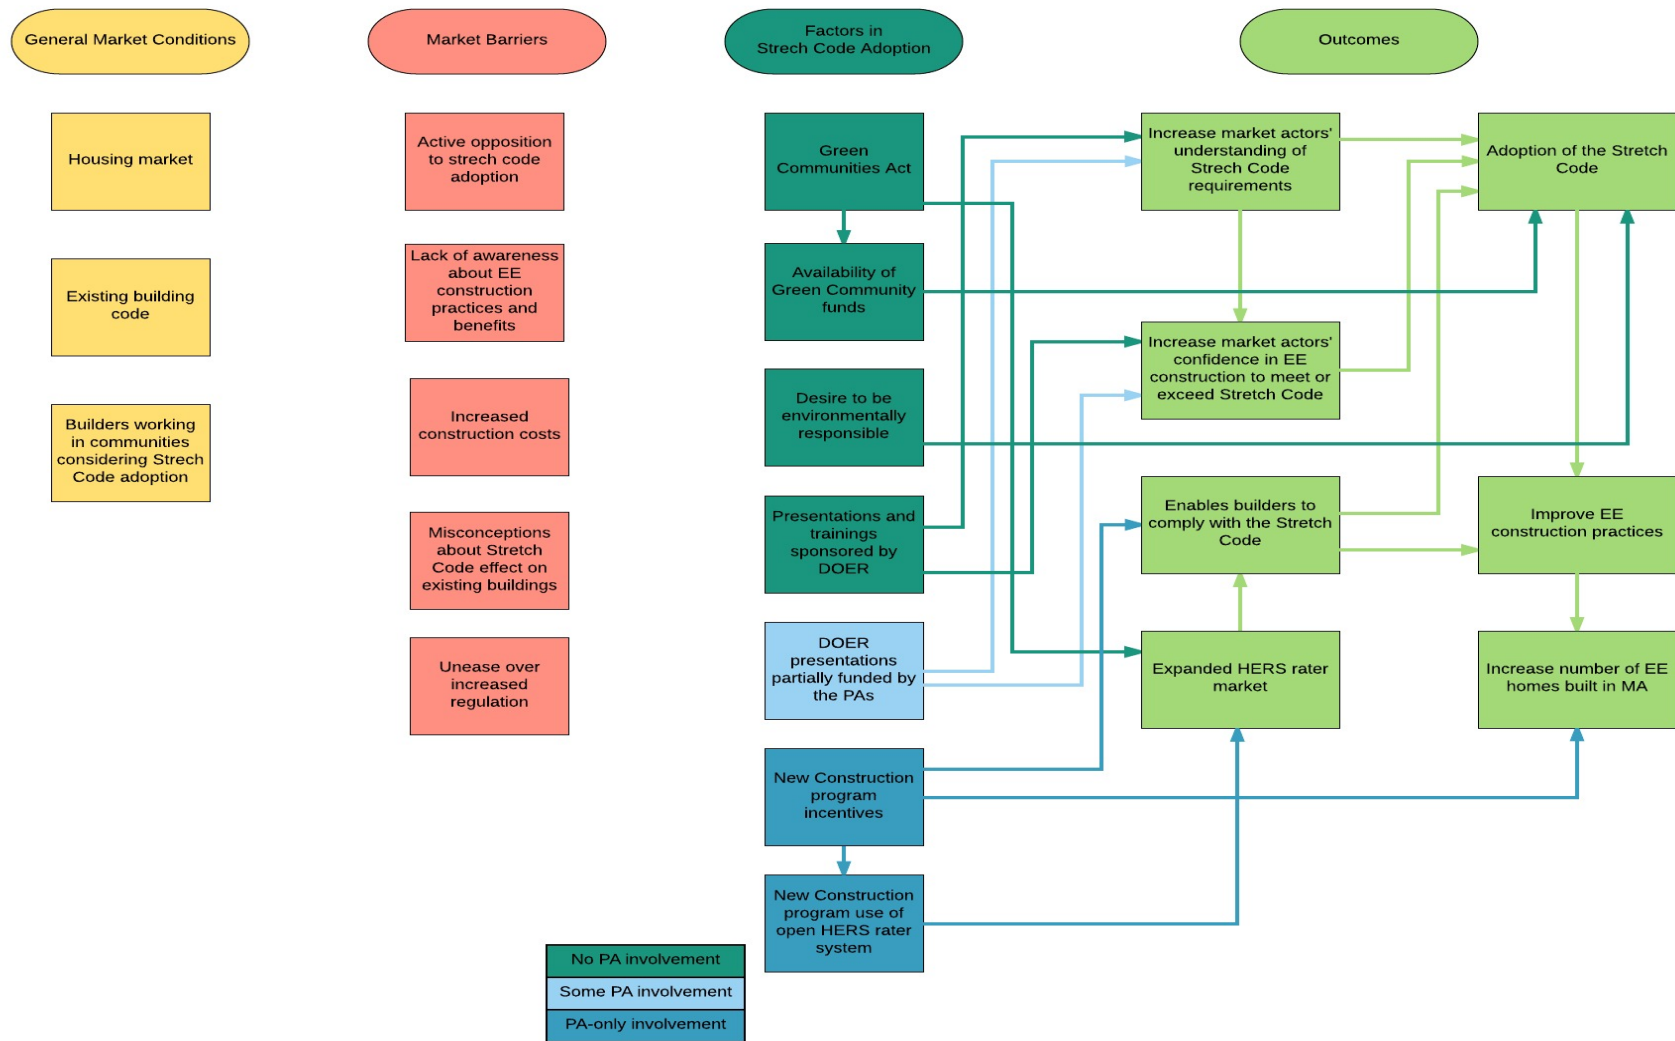 General Market Conditions
Market Barriers
Factors in
Strech Code Adoption
Outcomes
Housing market
Existing building
code
Builders working
in communities
considering Strech
Code adoption
Active opposition
to strech code
adoption
Lack of awareness
about EE
construction
practices and
benefits
Increased
construction costs
Misconceptions
about Stretch
Code effect on
existing buildings
Unease over
increased
regulation
Green
Communities Act
Availability of
Green Community
funds
Desire to be
environmentally
responsible
Presentations and
trainings
sponsored by
DOER
DOER
presentations
partially funded by
the PAs
New Construction
program
incentives
New Construction
program use of
open HERS rater
system
Increase market actors'
understanding of
Strech Code
requirements
Increase market actors'
confidence in EE
construction to meet or
exceed Stretch Code
Enables builders to
comply with the Stretch
Code
Expanded HERS rater
market
Adoption of the Stretch
Code
Improve EE
construction practices
Increase number of EE
homes built in MA
No PA involvement
Some PA involvement
PA-only involvement